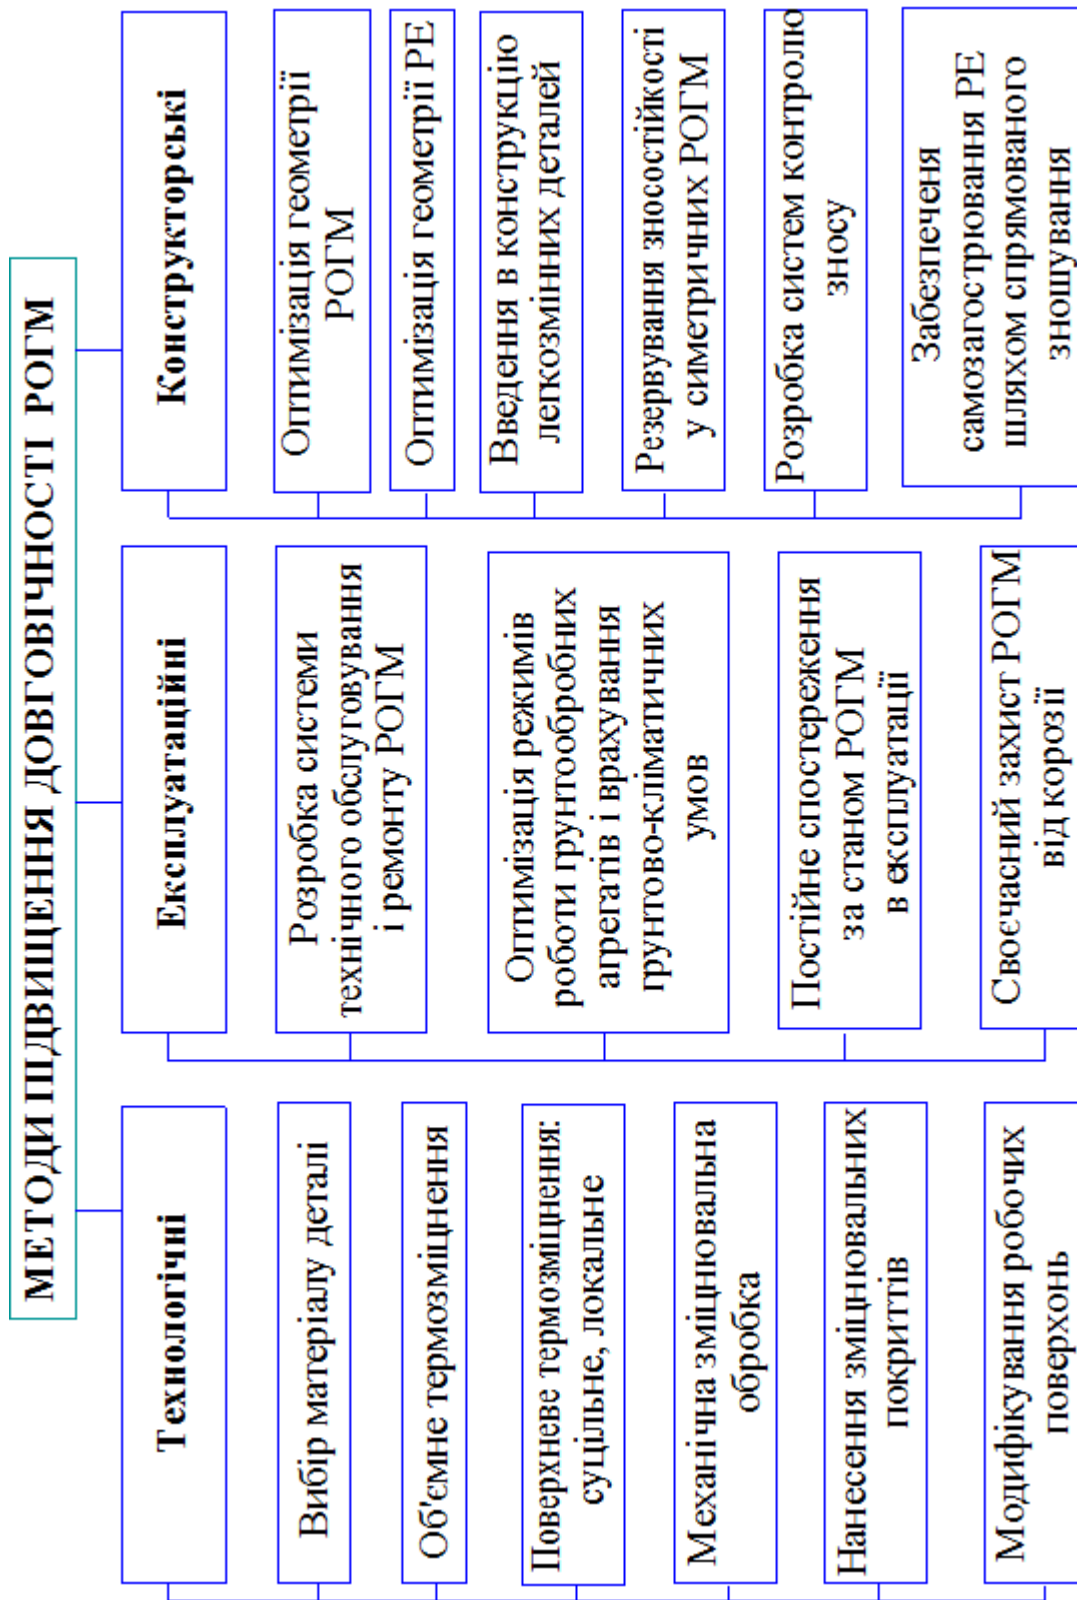 МЕТОДИ ПІДВИЩЕННЯ ДОВГОВІЧНОСТІ РОГМ
Технологічні
Вибір матеріалу деталі
Об'ємне термозміцнення
Поверхневе термозміцнення:
суцільне, локальне
Механічна зміцнювальна
обробка
Нанесення зміцнювальних
покриттів
Модифікування робочих
поверхонь
Експлуатаційні
Розробка системи
технічного обслуговування
і ремонту РОГМ
Оптимізація режимів
роботи грунтообробних
агрегатів і врахування
грунтово-кліматичних
умов
Постійне спостереження
за станом РОГМ
в експлуатації
Своєчасний захист РОГМ
від корозії
Конструкторські
Оптимізація геометрії
РОГМ
Оптимізація геометрії РЕ
Введення в конструкцію
легкозмінних деталей
Резервування зносостійкості
у симетричних РОГМ
Розробка систем контролю
зносу
Забезпеченя
самозагострювання РЕ
шляхом спрямованого
зношування